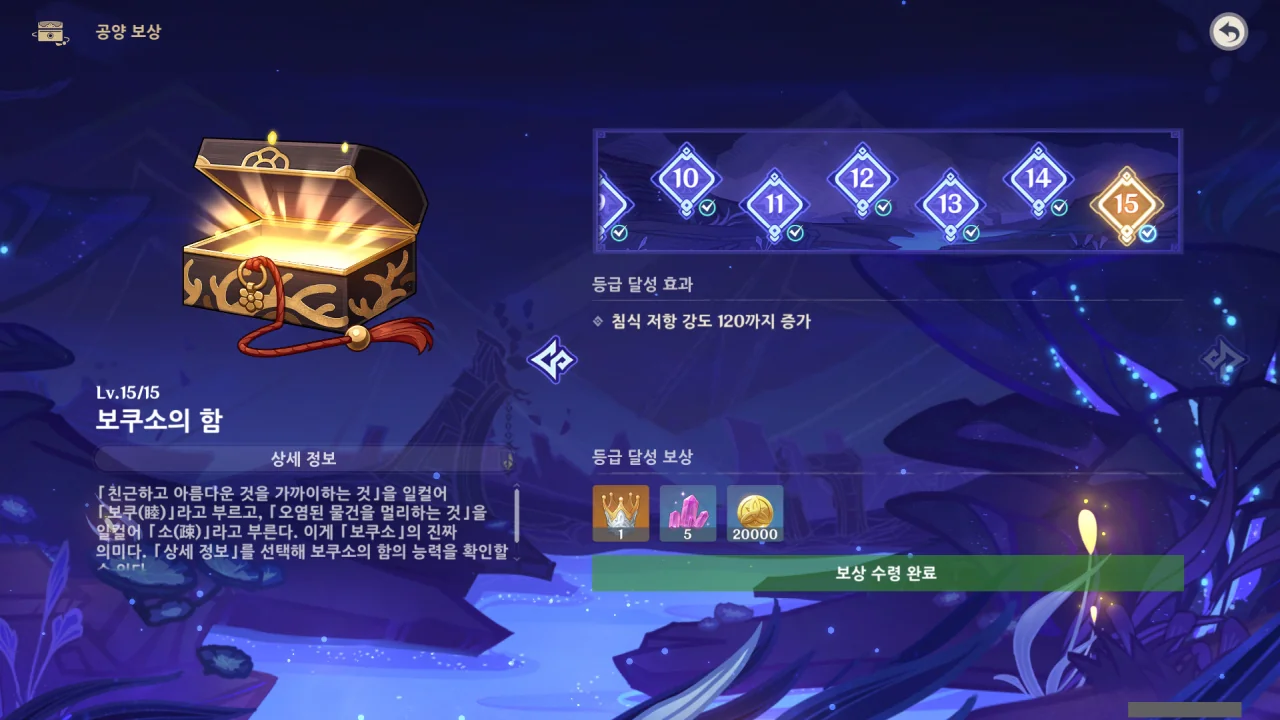 공양 보상
10
11
12
13
14
15
등급 달성 효과
침식 저항 강도 120까지 증가
Lv.15/15
보쿠소의 함
상세 정보
「친근하고 아름다운 것을 가까이하는 것」을 일컬어
「보쿠(睦)」라고 부르고, 「오염된 물건을 멀리하는 것」을
일컬어 「소(疎)」라고 부른다. 이게 「보쿠소」의 진짜
의미다. 「상세 정보」를 선택해 보쿠소의 함의 능력을 확인할
수 있다
등급 달성 보상
1
5
20000
보상 수령 완료